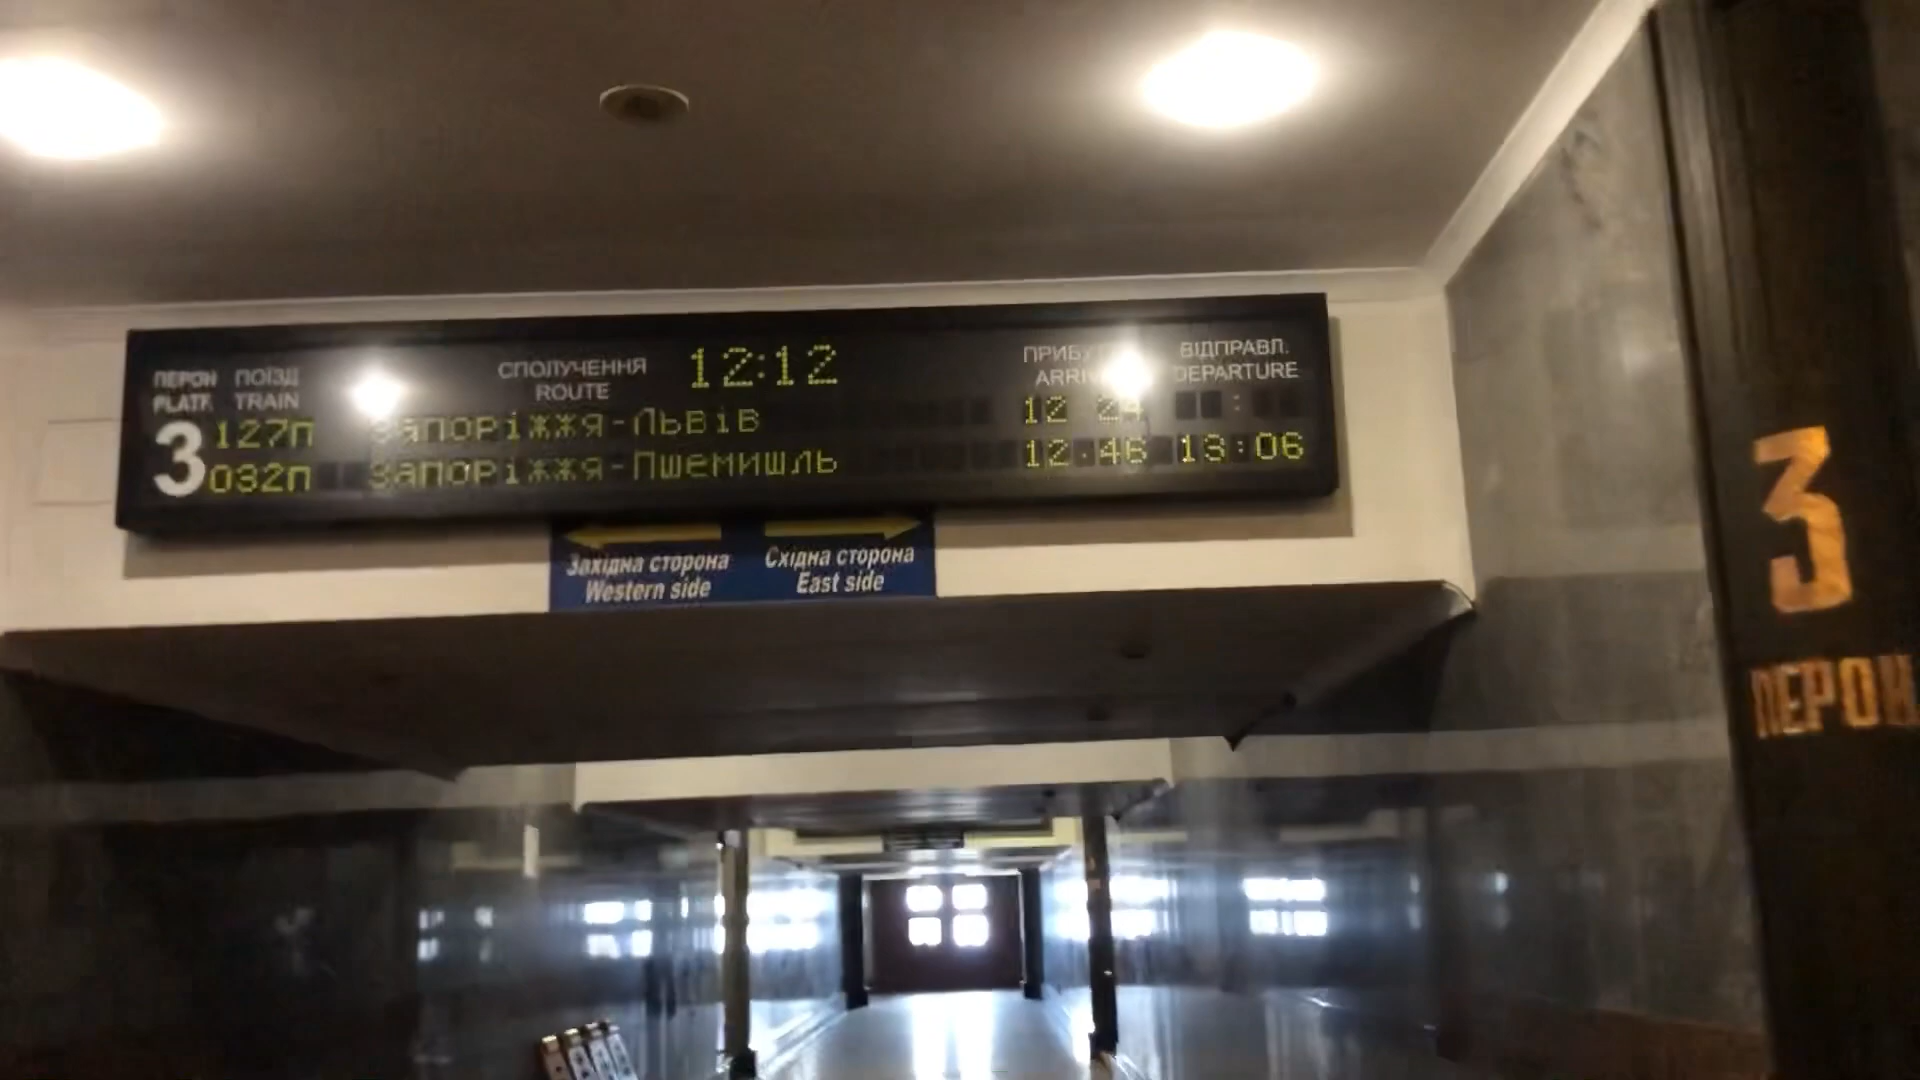 ПЕРОН ПОЇЗД СПОЛУЧЕННЯ 12:12 ВІДПРАВЛ.
PLATF. TRAIN ROUTE DEPARTURE
3 127п Запоріжжя-Львів 12 24
032п Запоріжжя-Пшемишль 12:46 13:06
Західна сторона Східна сторона
Western side East side
3
ПЕРОН